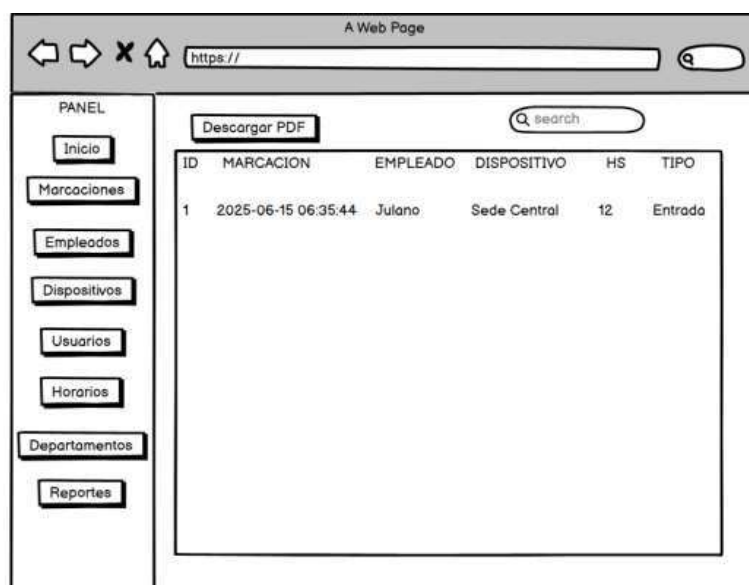 A Web Page
https://
PANEL
Inicio
Marcaciones
Empleados
Dispositivos
Usuarios
Horarios
Departamentos
Reportes
Descargar PDF
search
ID MARCACION EMPLEADO DISPOSITIVO HS TIPO
1 2025-06-15 06:35:44 Julano Sede Central 12 Entrada